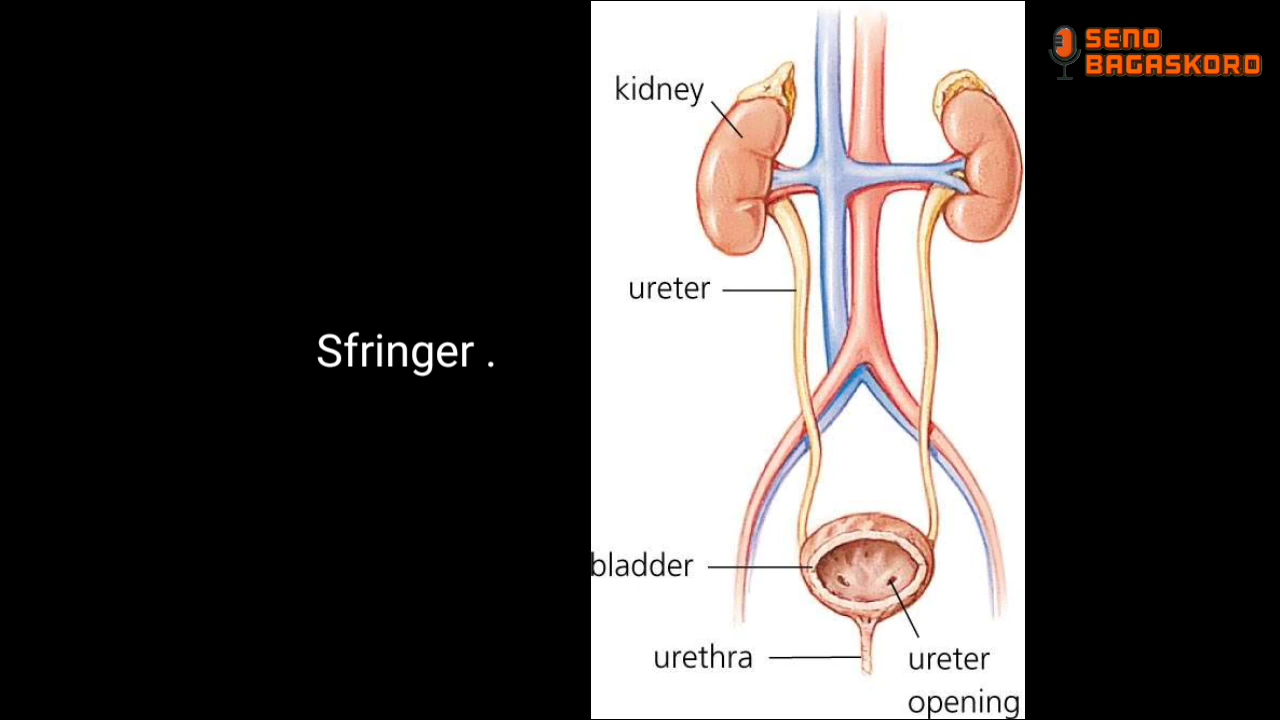 SENO
BAGASKORO
kidney
ureter
Sfringer .
bladder
urethra
ureter
opening